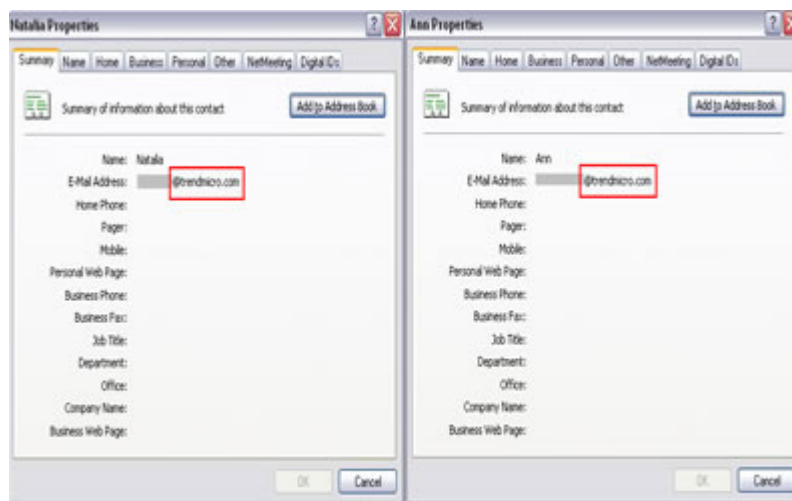 Natalia Properties
Summary Name Home Business Personal Other NetMeeting Digital IDs
Summary of information about this contact
Add to Address Book
Name: Natalia
E-Mail Address: @trendmicro.com
Home Phone:
Pager:
Mobile:
Personal Web Page:
Business Phone:
Business Fax:
Job Title:
Department:
Office:
Company Name:
Business Web Page:
OK Cancel
Ann Properties
Summary Name Home Business Personal Other NetMeeting Digital IDs
Summary of information about this contact
Add to Address Book
Name: Ann
E-Mail Address: @trendmicro.com
Home Phone:
Pager:
Mobile:
Personal Web Page:
Business Phone:
Business Fax:
Job Title:
Department:
Office:
Company Name:
Business Web Page:
OK Cancel